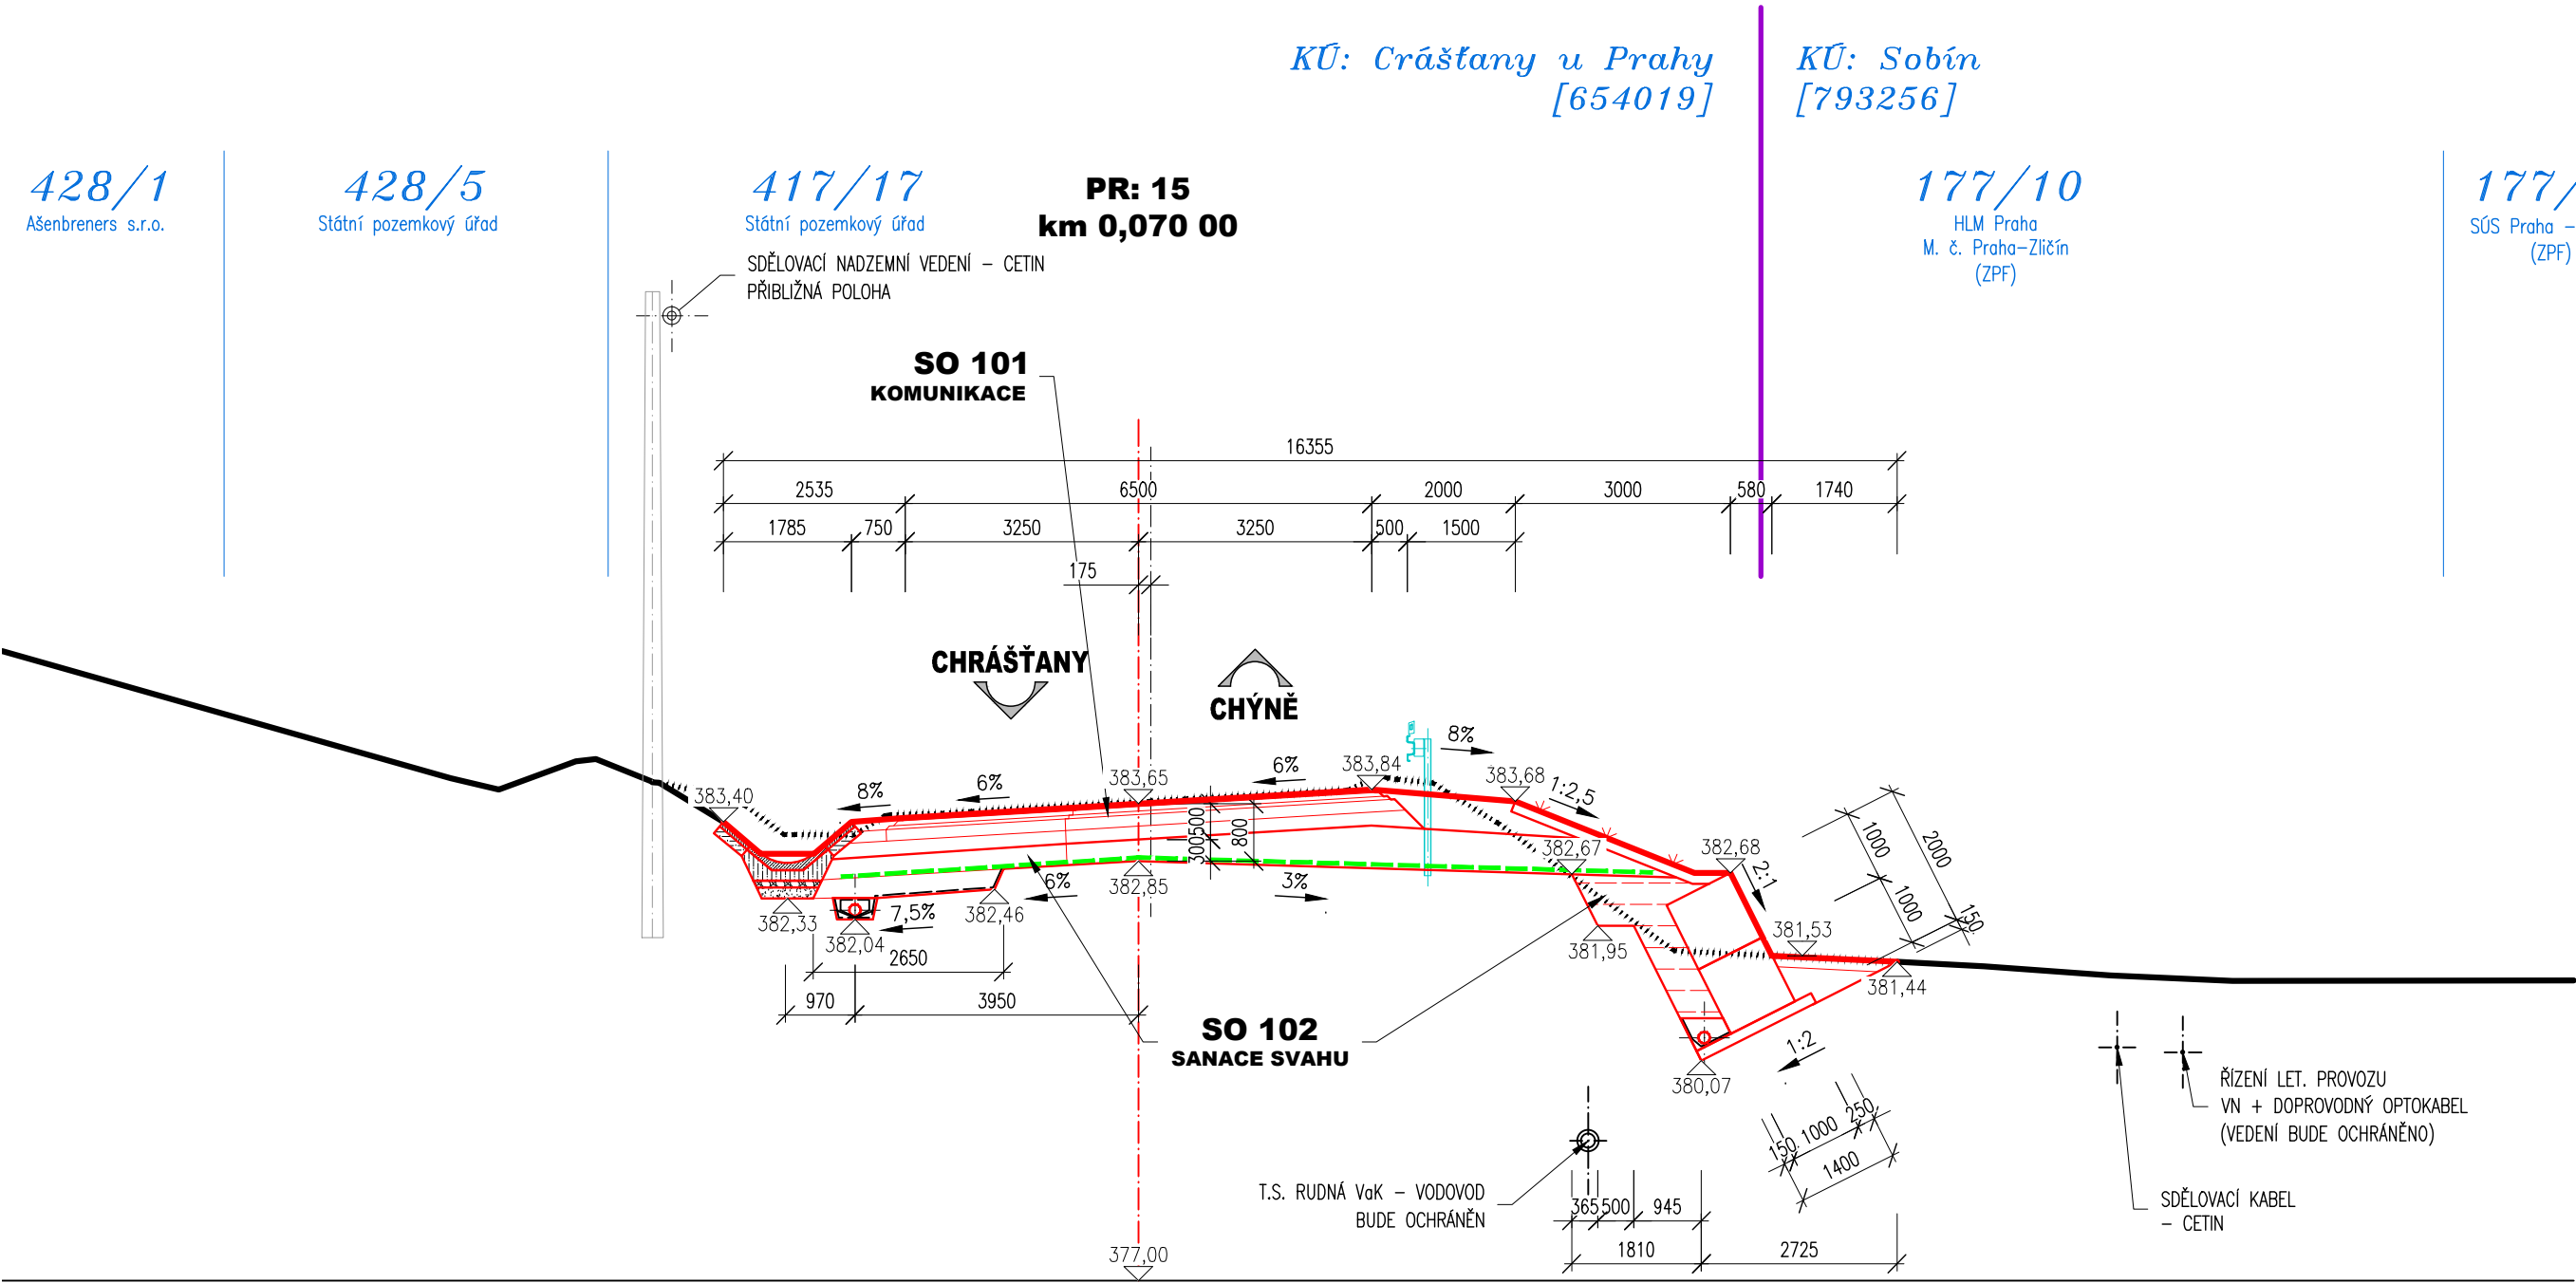 KÚ: Crášťany u Prahy
[654019]
KÚ: Sobín
[793256]
428/1
Ašenbreners s.r.o.
428/5
Státní pozemkový úřad
417/17
Státní pozemkový úřad
PR: 15
km 0,070 00
177/10
HLM Praha
M. č. Praha-Zličín
(ZPF)
177/
SÚS Praha -
(ZPF)
SDĚLOVACÍ NADZEMNÍ VEDENÍ - CETIN
PŘIBLIŽNÁ POLOHA
SO 101
KOMUNIKACE
16355
2535
6500
2000
3000
580
1740
1785
750
3250
3250
500
1500
175
CHRÁŠŤANY
CHÝNĚ
383,40
8%
6%
383,65
6%
383,84
8%
383,68
1:2,5
382,67
382,68
2:1
381,53
381,44
381,95
380,07
1:2
300
500
800
382,33
382,04
7,5%
382,46
6%
382,85
3%
2650
970
3950
1000
2000
1000
150
SO 102
SANACE SVAHU
150
1000
250
1400
T.S. RUDNÁ VaK - VODOVOD
BUDE OCHRÁNĚN
365
500
945
1810
2725
377,00
ŘÍZENÍ LET. PROVOZU
VN + DOPROVODNÝ OPTOKABEL
(VEDENÍ BUDE OCHRÁNĚNO)
SDĚLOVACÍ KABEL
- CETIN